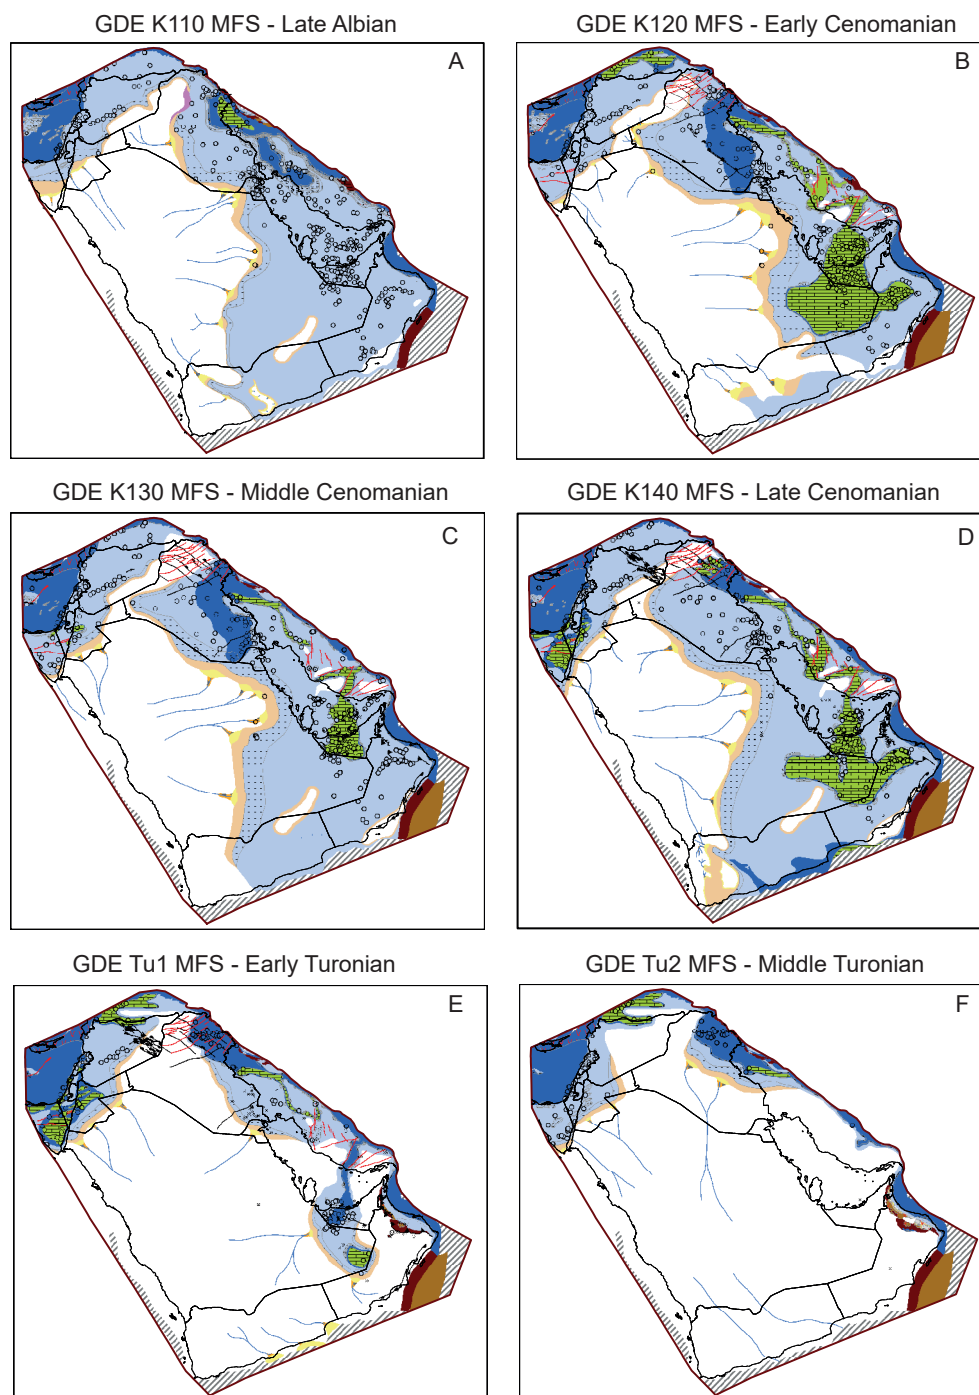 GDE K110 MFS - Late Albian
A
GDE K120 MFS - Early Cenomanian
B
GDE K130 MFS - Middle Cenomanian
C
GDE K140 MFS - Late Cenomanian
D
GDE Tu1 MFS - Early Turonian
E
GDE Tu2 MFS - Middle Turonian
F